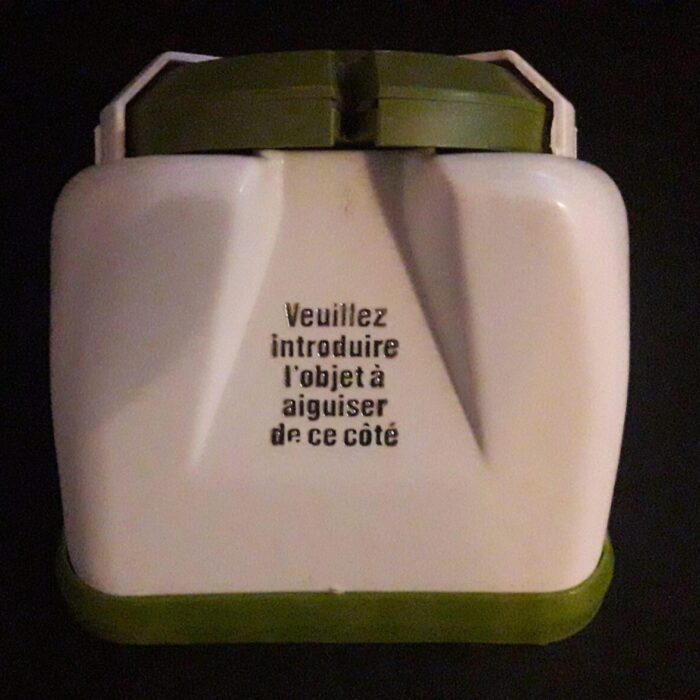 Veuillez
introduire
l'objet à
aiguiser
de ce côté